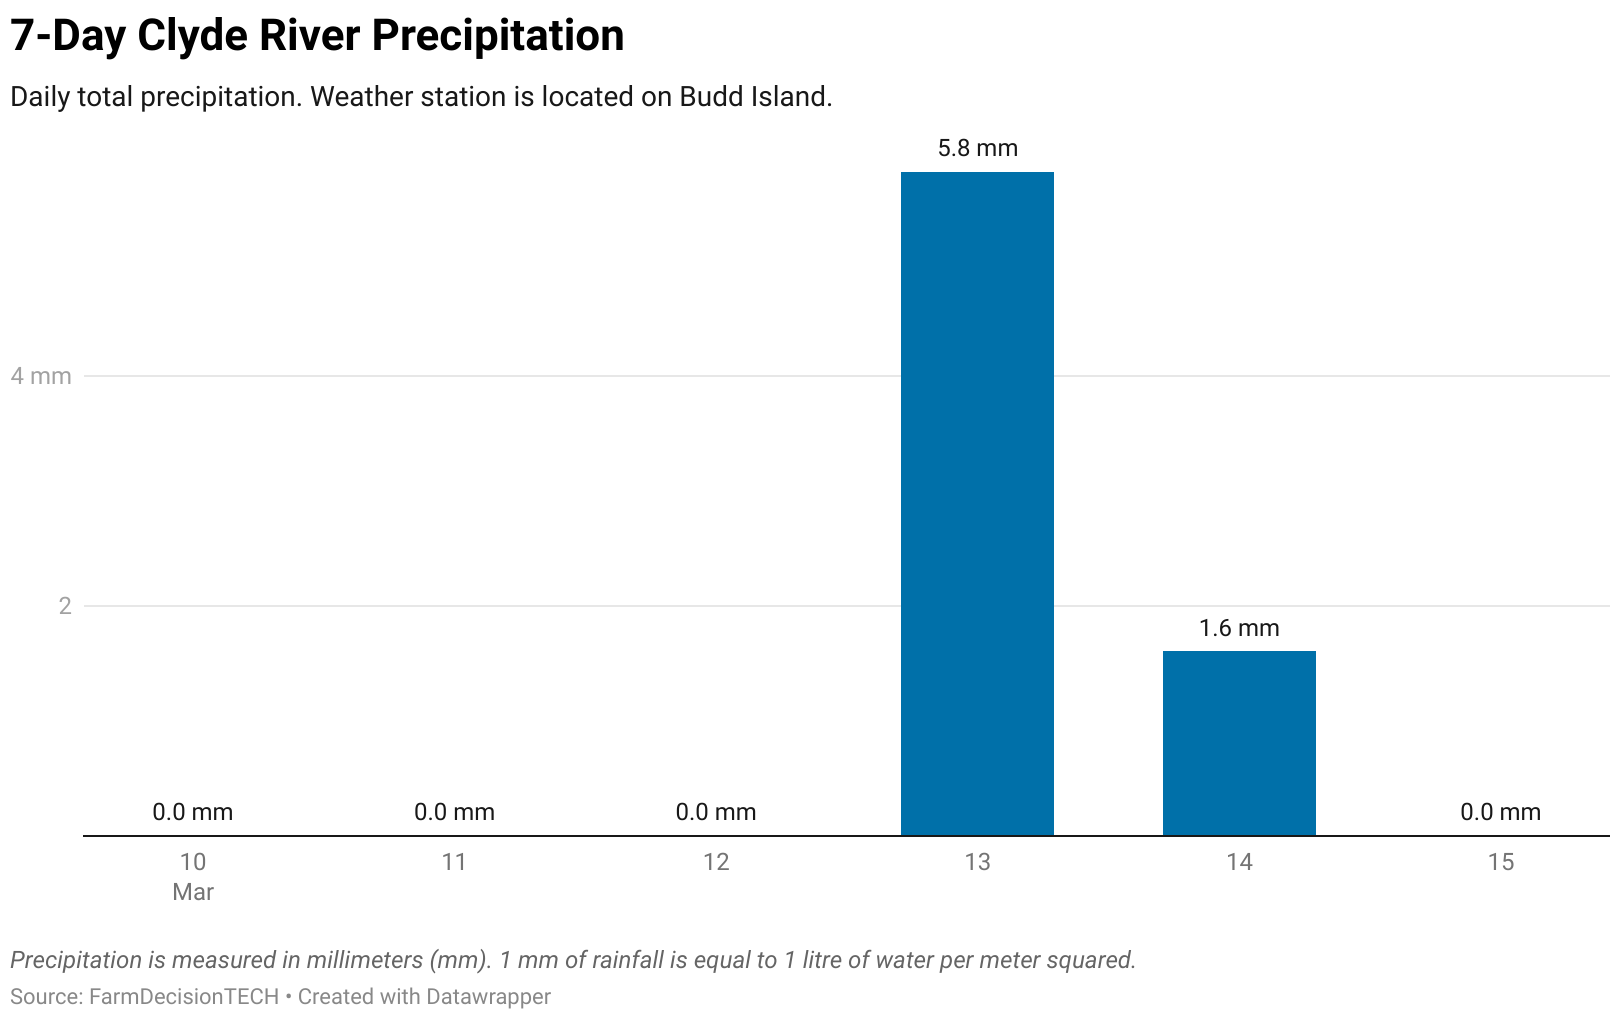 7-Day Clyde River Precipitation
Daily total precipitation. Weather station is located on Budd Island.
5.8 mm
4 mm
2
1.6 mm
0.0 mm 0.0 mm 0.0 mm 0.0 mm
10 11 12 13 14 15
Mar
Precipitation is measured in millimeters (mm). 1 mm of rainfall is equal to 1 litre of water per meter squared.
Source: FarmDecisionTECH • Created with Datawrapper